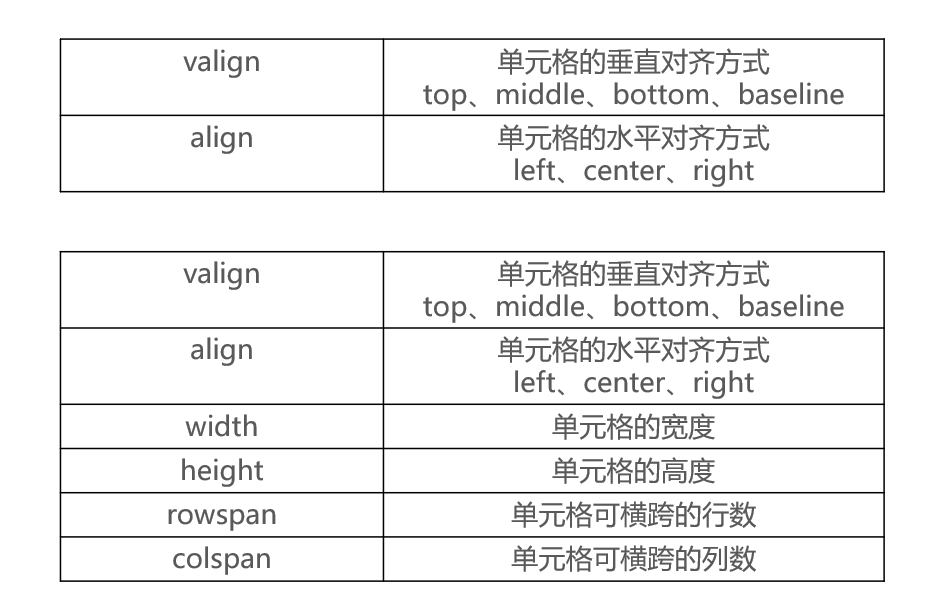 valign
单元格的垂直对齐方式
top、middle、bottom、baseline
align
单元格的水平对齐方式
left、center、right
valign
单元格的垂直对齐方式
top、middle、bottom、baseline
align
单元格的水平对齐方式
left、center、right
width
单元格的宽度
height
单元格的高度
rowspan
单元格可横跨的行数
colspan
单元格可横跨的列数